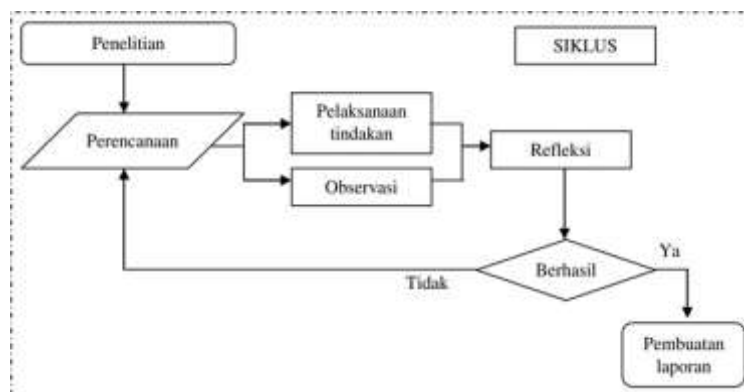 Penelitian
SIKLUS
Pelaksanaan
tindakan
Perencanaan
Refleksi
Observasi
Ya
Berhasil
Tidak
Pembuatan
laporan